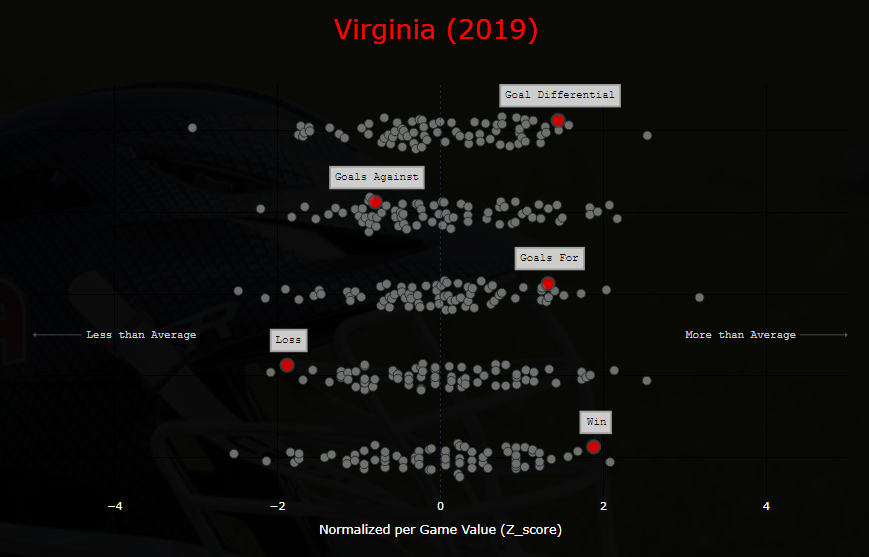 Virginia (2019)
Goal Differential
Goals Against
Goals For
Less than Average
More than Average
Loss
Win
−4
−2
0
2
4
Normalized per Game Value (Z_score)